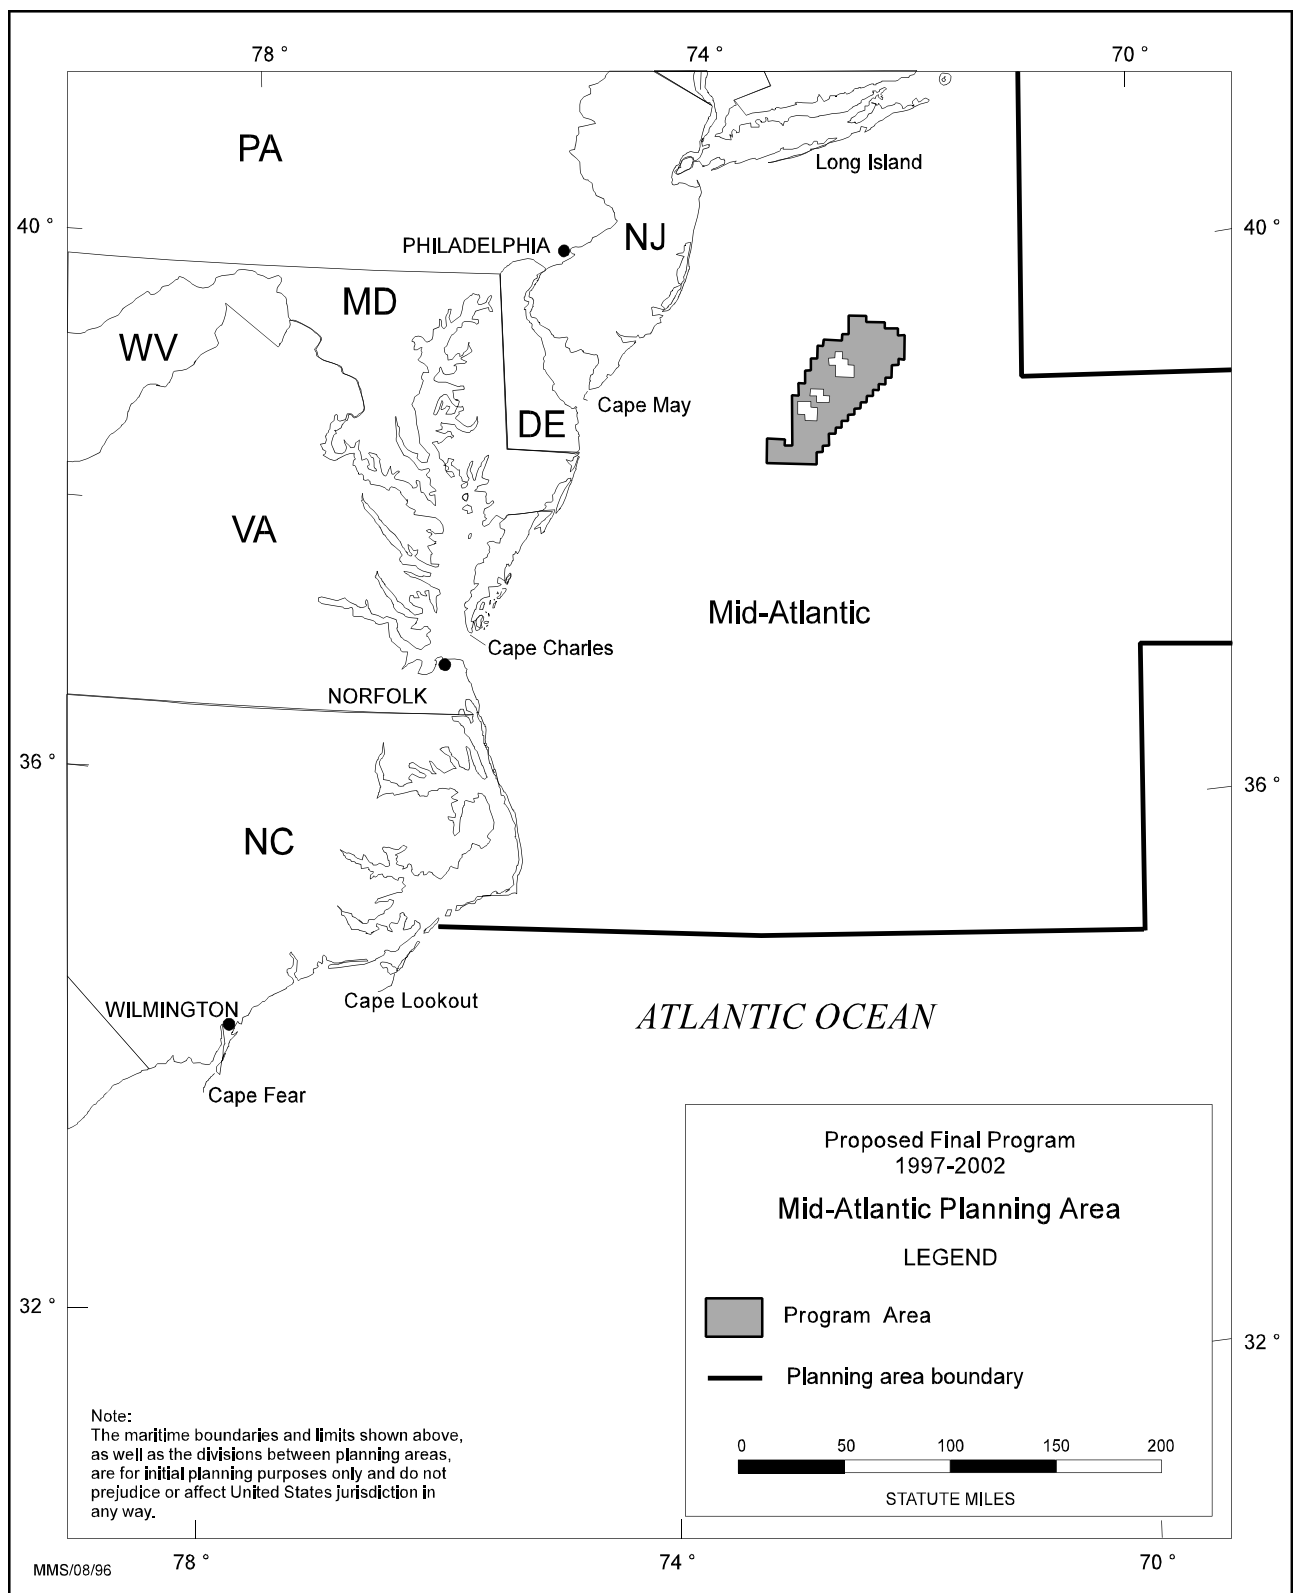 78 °
74 °
70 °
PA
Long Island
40 °
PHILADELPHIA
NJ
40 °
MD
WV
Cape May
DE
VA
Mid-Atlantic
Cape Charles
NORFOLK
36 °
36 °
NC
WILMINGTON
Cape Lookout
ATLANTIC OCEAN
Cape Fear
Proposed Final Program
1997-2002
Mid-Atlantic Planning Area
LEGEND
Program Area
Planning area boundary
0 50 100 150 200
STATUTE MILES
32 °
32 °
Note:
The maritime boundaries and limits shown above,
as well as the divisions between planning areas,
are for initial planning purposes only and do not
prejudice or affect United States jurisdiction in
any way.
78 °
74 °
70 °
MMS/08/96